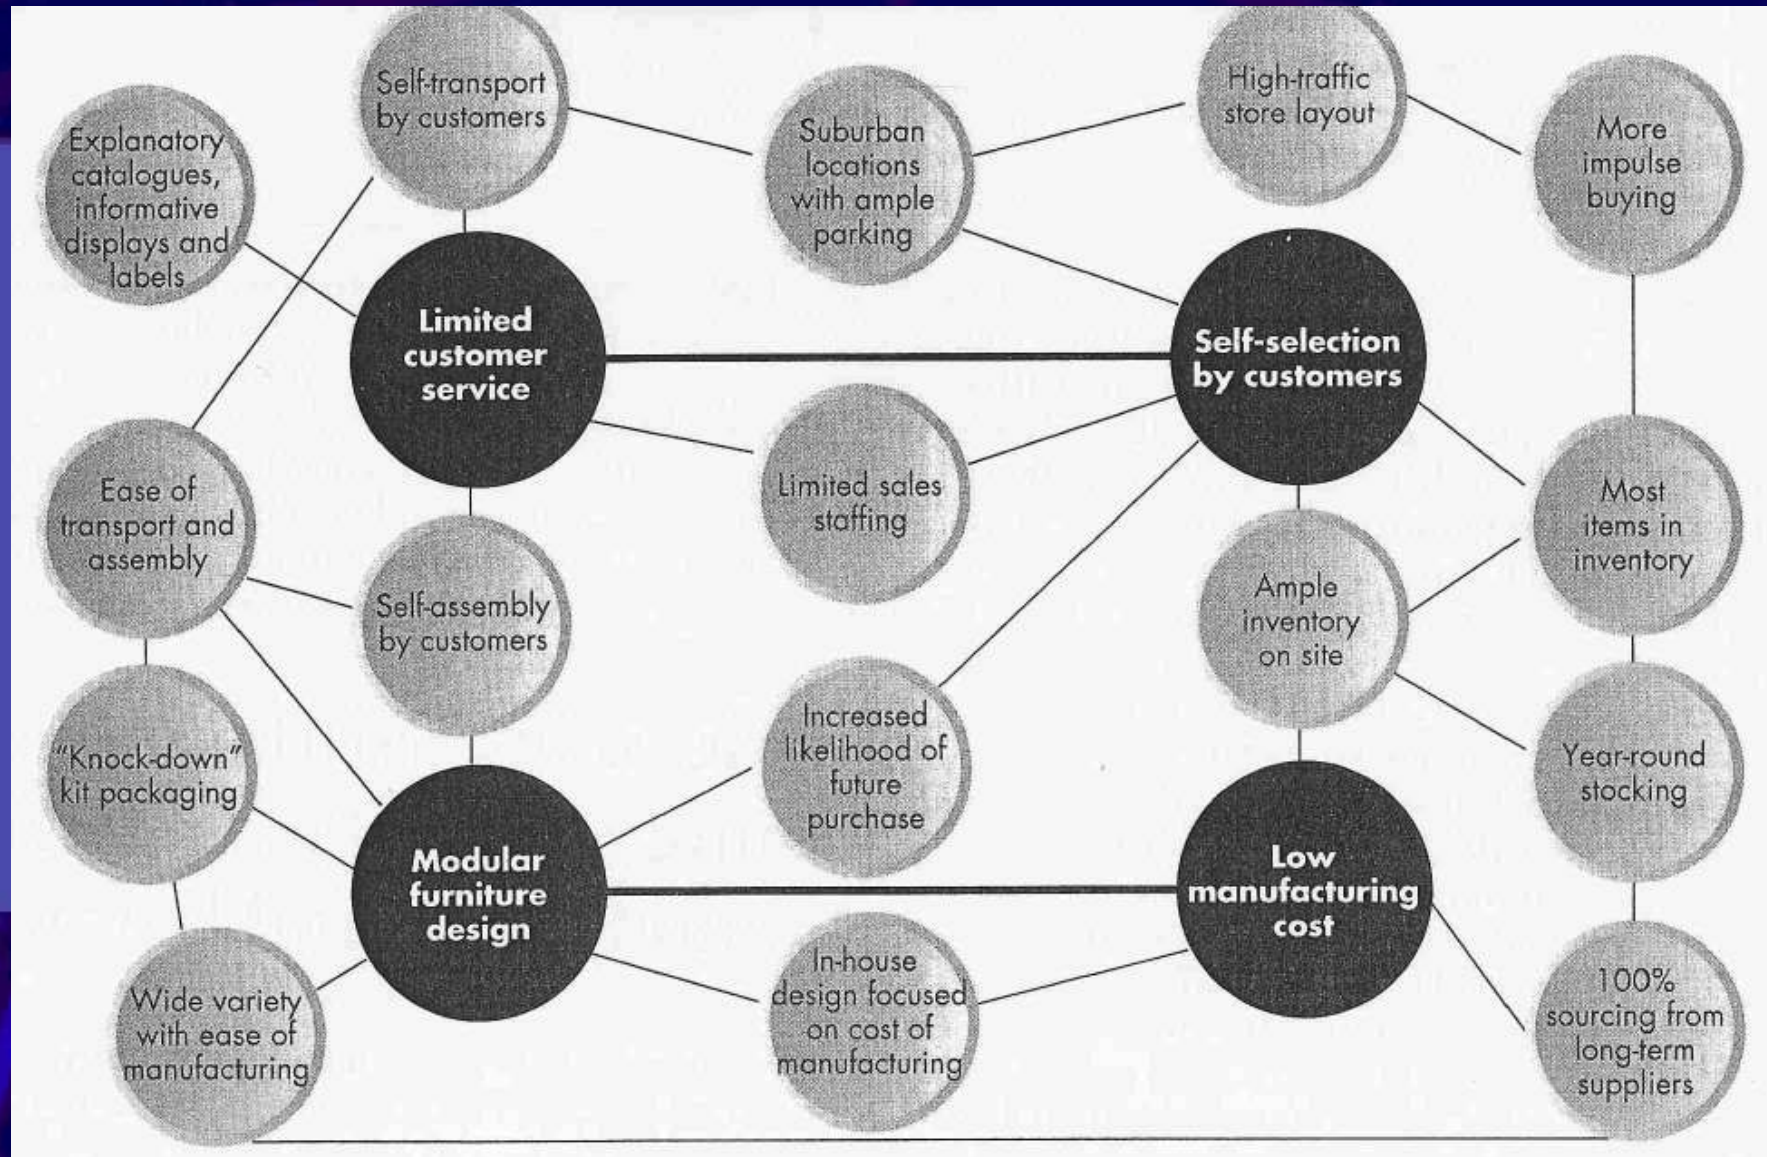 Self-transport
by customers
High-traffic
store layout
Explanatory
catalogues,
informative
displays and
labels
Suburban
locations
with ample
parking
More
impulse
buying
Limited
customer
service
Self-selection
by customers
Ease of
transport and
assembly
Limited sales
staffing
Most
items in
inventory
Self-assembly
by customers
Ample
inventory
on site
"Knock-down"
kit packaging
Increased
likelihood of
future
purchase
Year-round
stocking
Modular
furniture
design
Low
manufacturing
cost
Wide variety
with ease of
manufacturing
In-house
design focused
on cost of
manufacturing
100%
sourcing from
long-term
suppliers